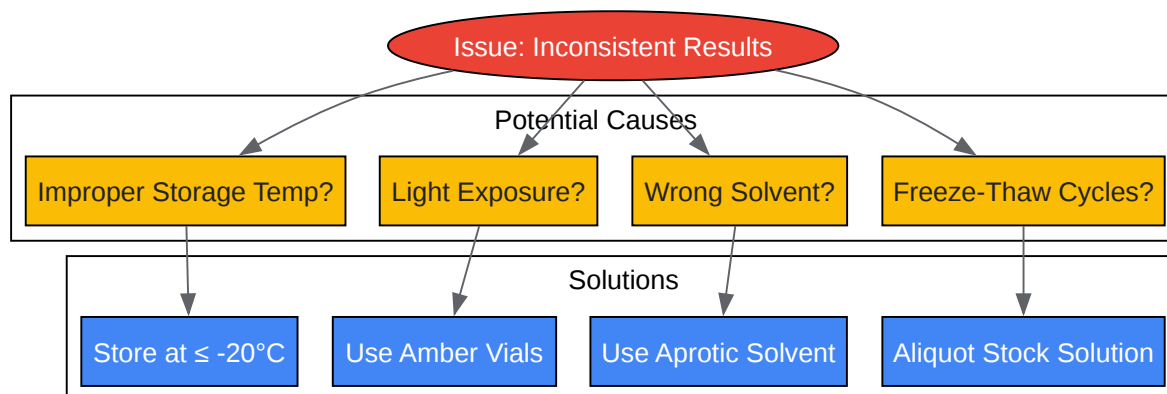 Issue: Inconsistent Results
Potential Causes
Improper Storage Temp?
Light Exposure?
Wrong Solvent?
Freeze-Thaw Cycles?
Solutions
Store at ≤ -20°C
Use Amber Vials
Use Aprotic Solvent
Aliquot Stock Solution